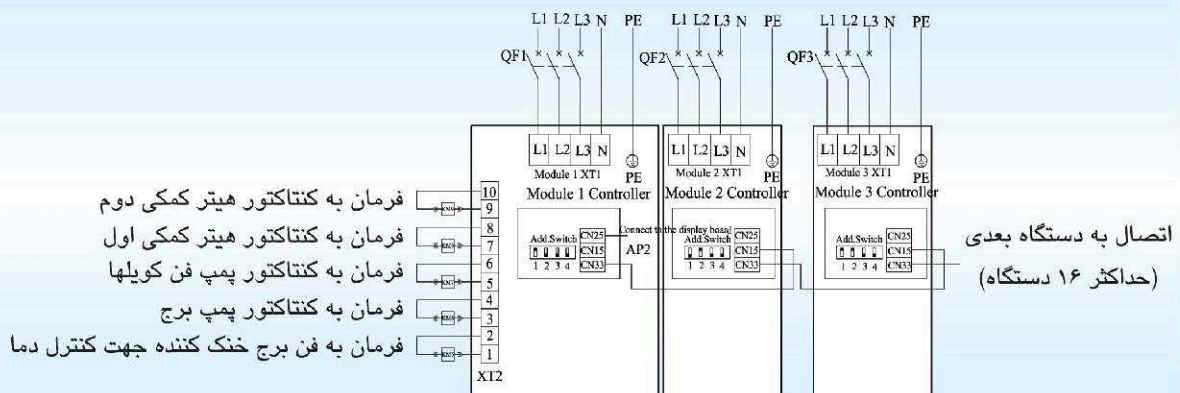 L1 L2 L3 N PE L1 L2 L3 N PE L1 L2 L3 N PE
QF1 QF2 QF3
L1 L2 L3 N L1 L2 L3 N L1 L2 L3 N
Module 1 XT1 PE Module 2 XT1 PE Module 3 XT1 PE
Module 1 Controller Module 2 Controller Module 3 Controller
10
9
8
7
6
5
4
3
2
1
XT2
فرمان به کنتاکتور هیتر کمکی دوم
فرمان به کنتاکتور هیتر کمکی اول
فرمان به کنتاکتور پمپ فن کویلها
فرمان به کنتاکتور پمپ برج
فرمان به فن برج خنک کننده جهت کنترل دما
Add.Switch
1 2 3 4
CN25
CN15
CN33
Connect to the display board
AP2
Add.Switch
1 2 3 4
CN25
CN15
CN33
Add.Switch
1 2 3 4
CN25
CN15
CN33
اتصال به دستگاه بعدی
(حداکثر ۱۶ دستگاه)